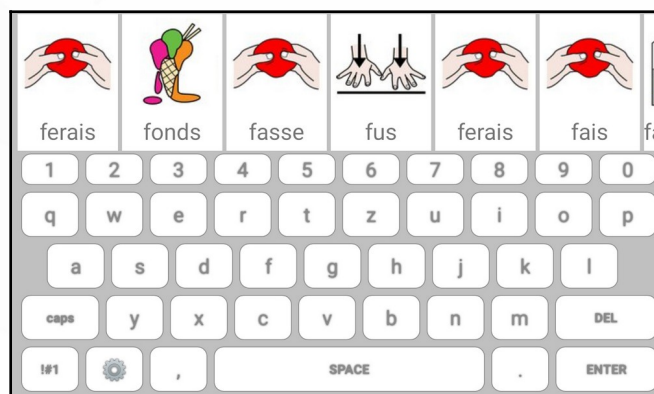 ferais fonds fasse fus ferais fais
1 2 3 4 5 6 7 8 9 0
q w e r t z u i o p
a s d f g h j k l
caps y x c v b n m DEL
!#1 , SPACE . ENTER